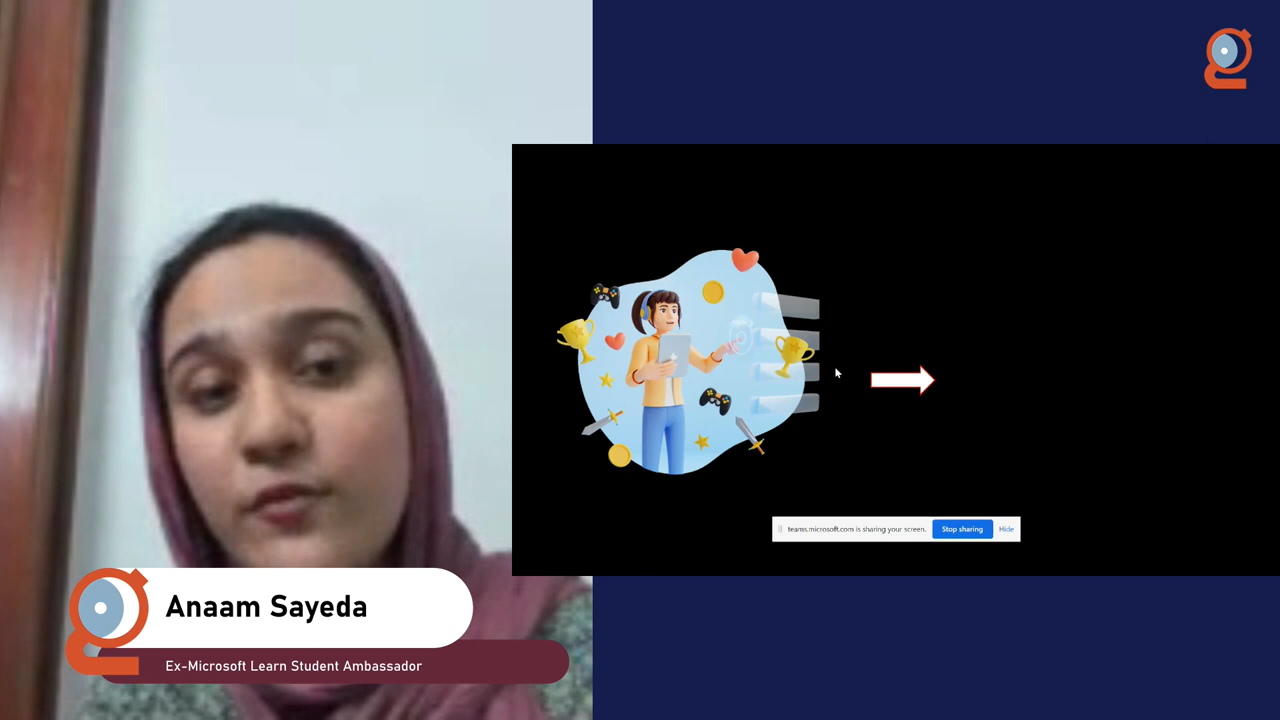 teams.microsoft.com is sharing your screen. Stop sharing Hide
Anaam Sayeda
Ex-Microsoft Learn Student Ambassador